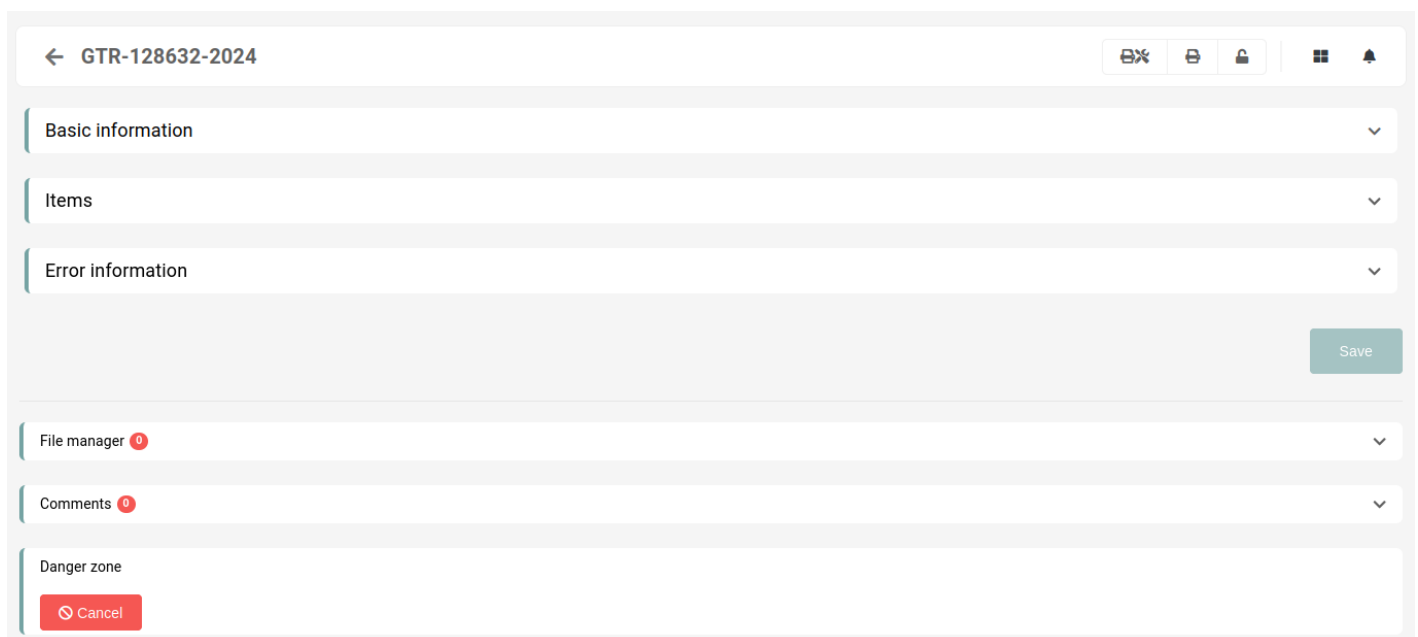 GTR-128632-2024
Basic information
Items
Error information
Save
File manager 0
Comments 0
Danger zone
Cancel